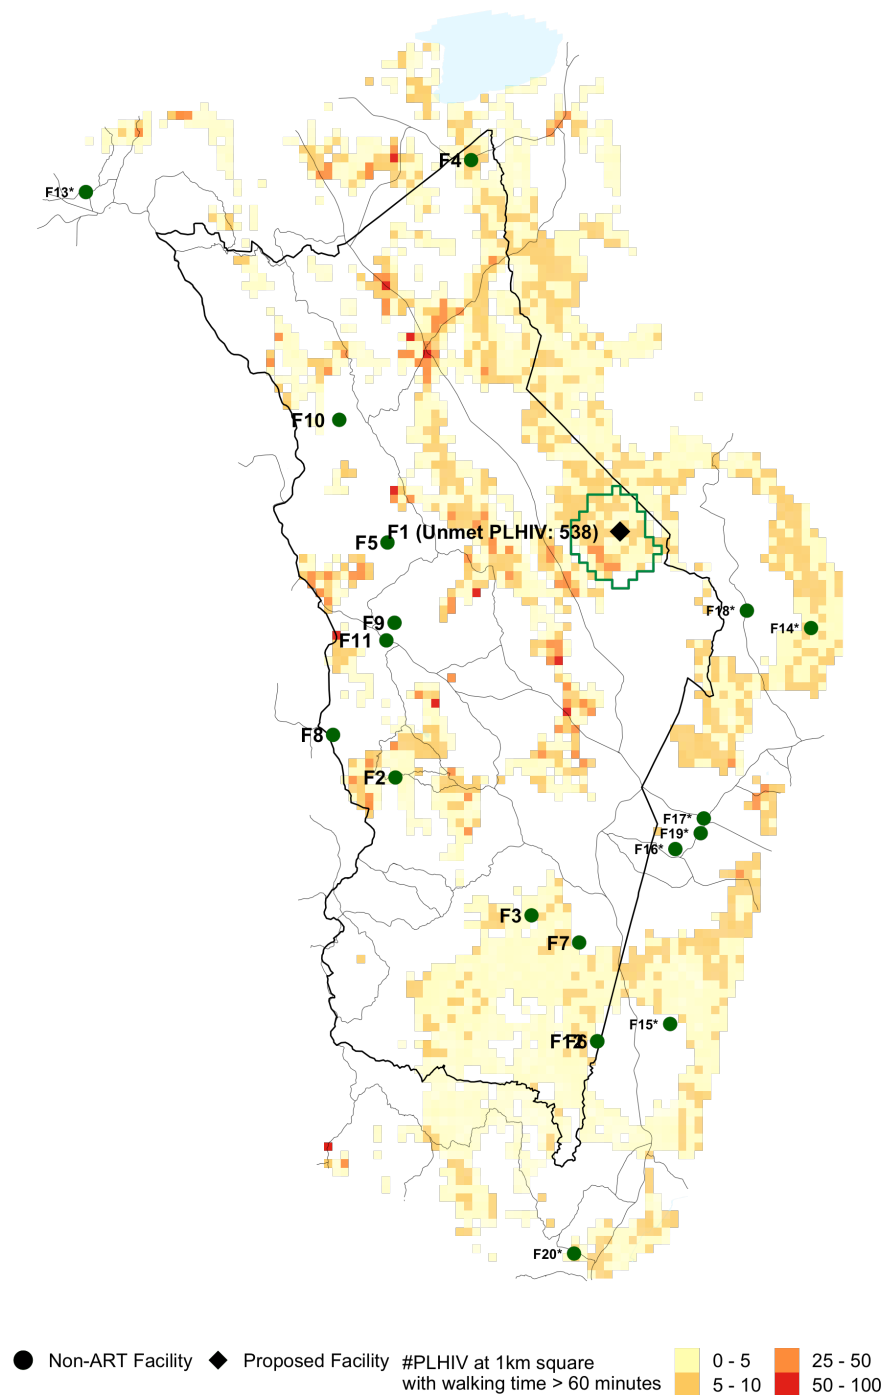 F4
F13*
F10
F1 (Unmet PLHIV: 538)
F5
F18*
F9
F14*
F11
F8
F2
F17*
F19*
F16*
F3
F7
F15*
F12
F6
F20*
Non-ART Facility
Proposed Facility
#PLHIV at 1km square
with walking time > 60 minutes
0 - 5
5 - 10
25 - 50
50 - 100